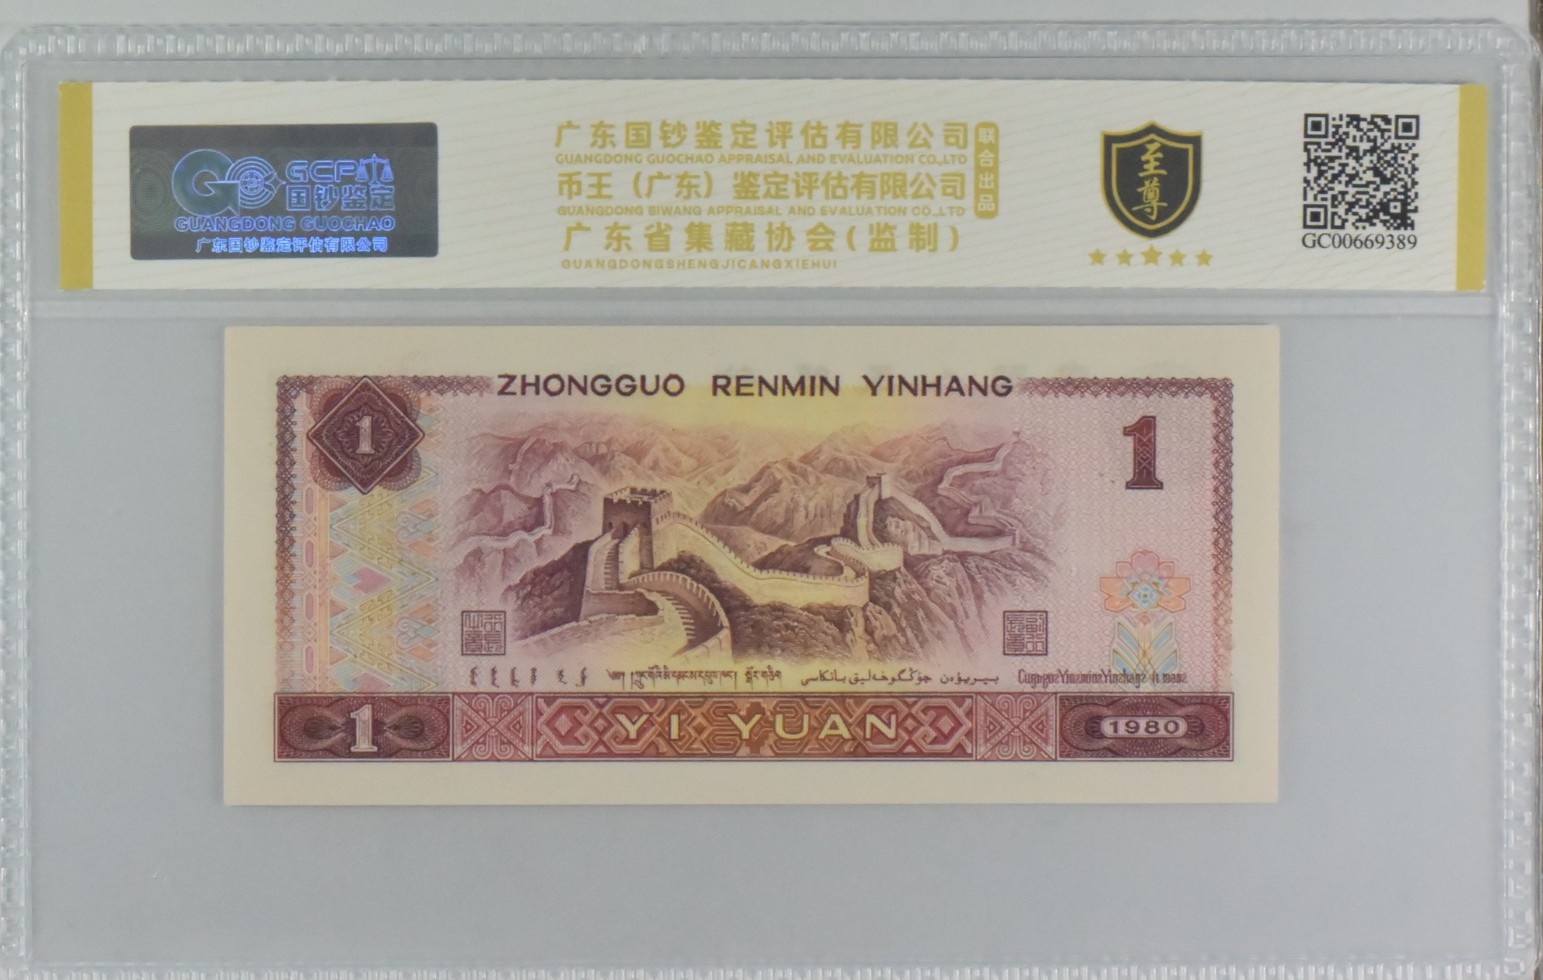 GCPA
国钞鉴定
GUANGDONG GUOCHAO
广东国钞鉴定评估有限公司
广东国钞鉴定评估有限公司
GUANGDONG GUOCHAO APPRAISAL AND EVALUATION CO.,LTD
币王（广东）鉴定评估有限公司
GUANGDONG BIWANG APPRAISAL AND EVALUATION CO.,LTD
联合出品
广东省集藏协会(监制)
GUANGDONGSHENGJICANGXIEHUI
至尊
GC00669389
ZHONGGUO RENMIN YINHANG
1
1
1
YI YUAN
1980